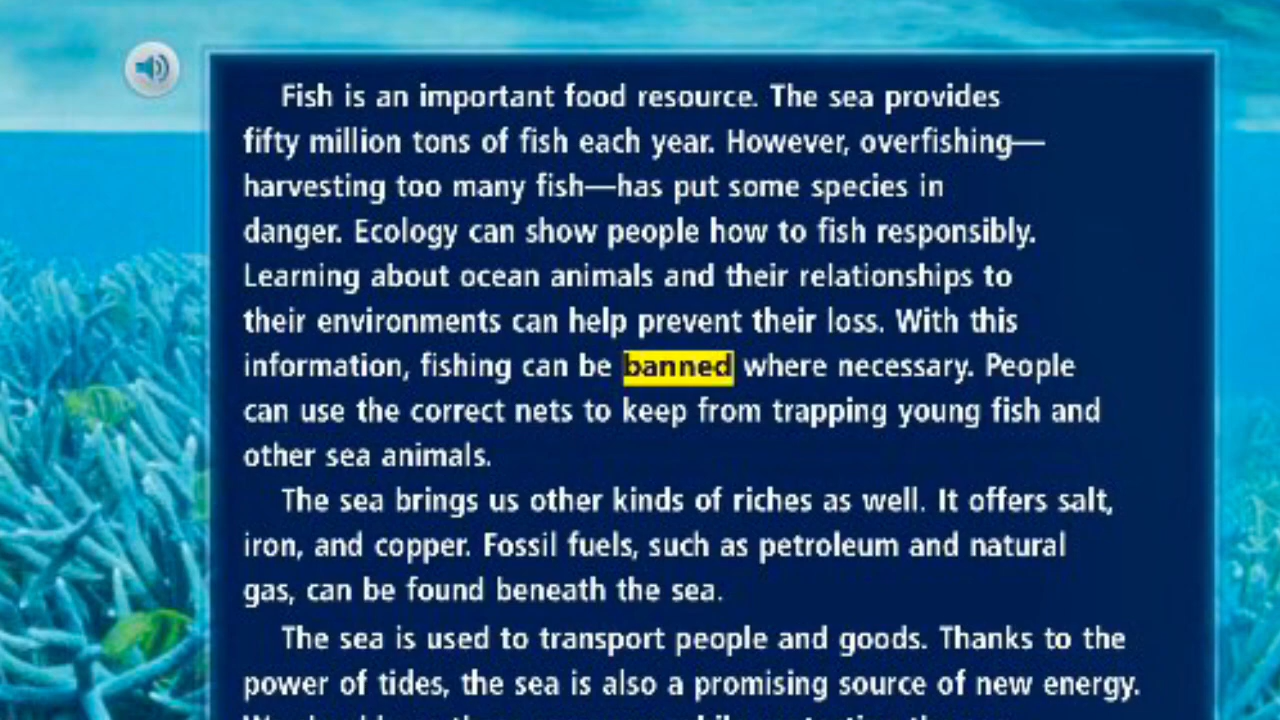 Fish is an important food resource. The sea provides
fifty million tons of fish each year. However, overfishing—
harvesting too many fish—has put some species in
danger. Ecology can show people how to fish responsibly.
Learning about ocean animals and their relationships to
their environments can help prevent their loss. With this
information, fishing can be banned where necessary. People
can use the correct nets to keep from trapping young fish and
other sea animals.
The sea brings us other kinds of riches as well. It offers salt,
iron, and copper. Fossil fuels, such as petroleum and natural
gas, can be found beneath the sea.
The sea is used to transport people and goods. Thanks to the
power of tides, the sea is also a promising source of new energy.